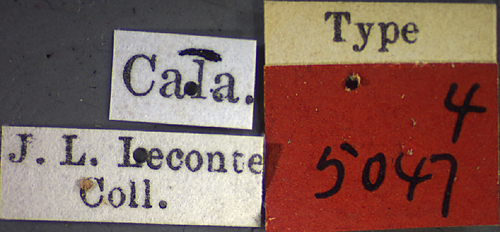 Cala.
J. L. Leconte
Coll.
Type
4
5047